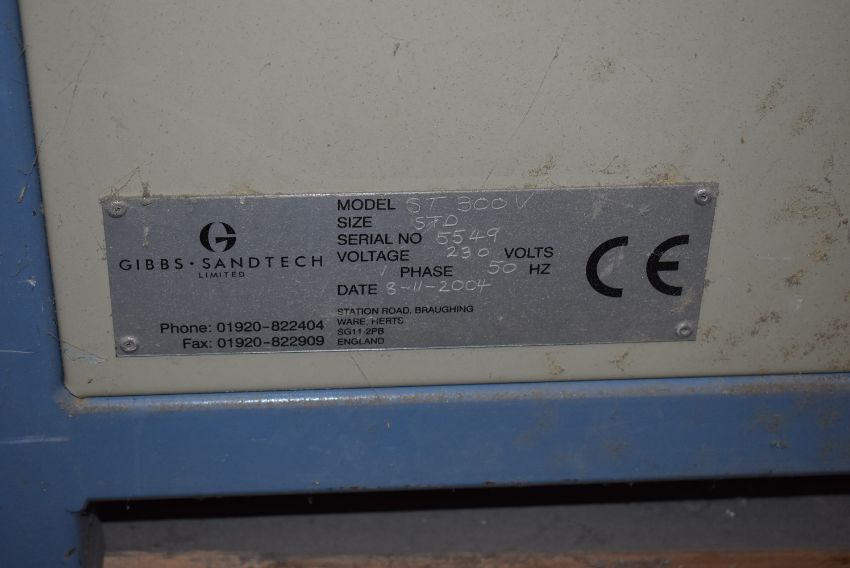 G
GIBBS · SANDTECH
LIMITED
Phone: 01920-822404
Fax: 01920-822909
MODEL ST 300V
SIZE STD
SERIAL NO 5549
VOLTAGE 230 VOLTS
1 PHASE 50 HZ
DATE 3-11-2004
STATION ROAD, BRAUGHING
WARE, HERTS
SG11 2PB
ENGLAND
CE